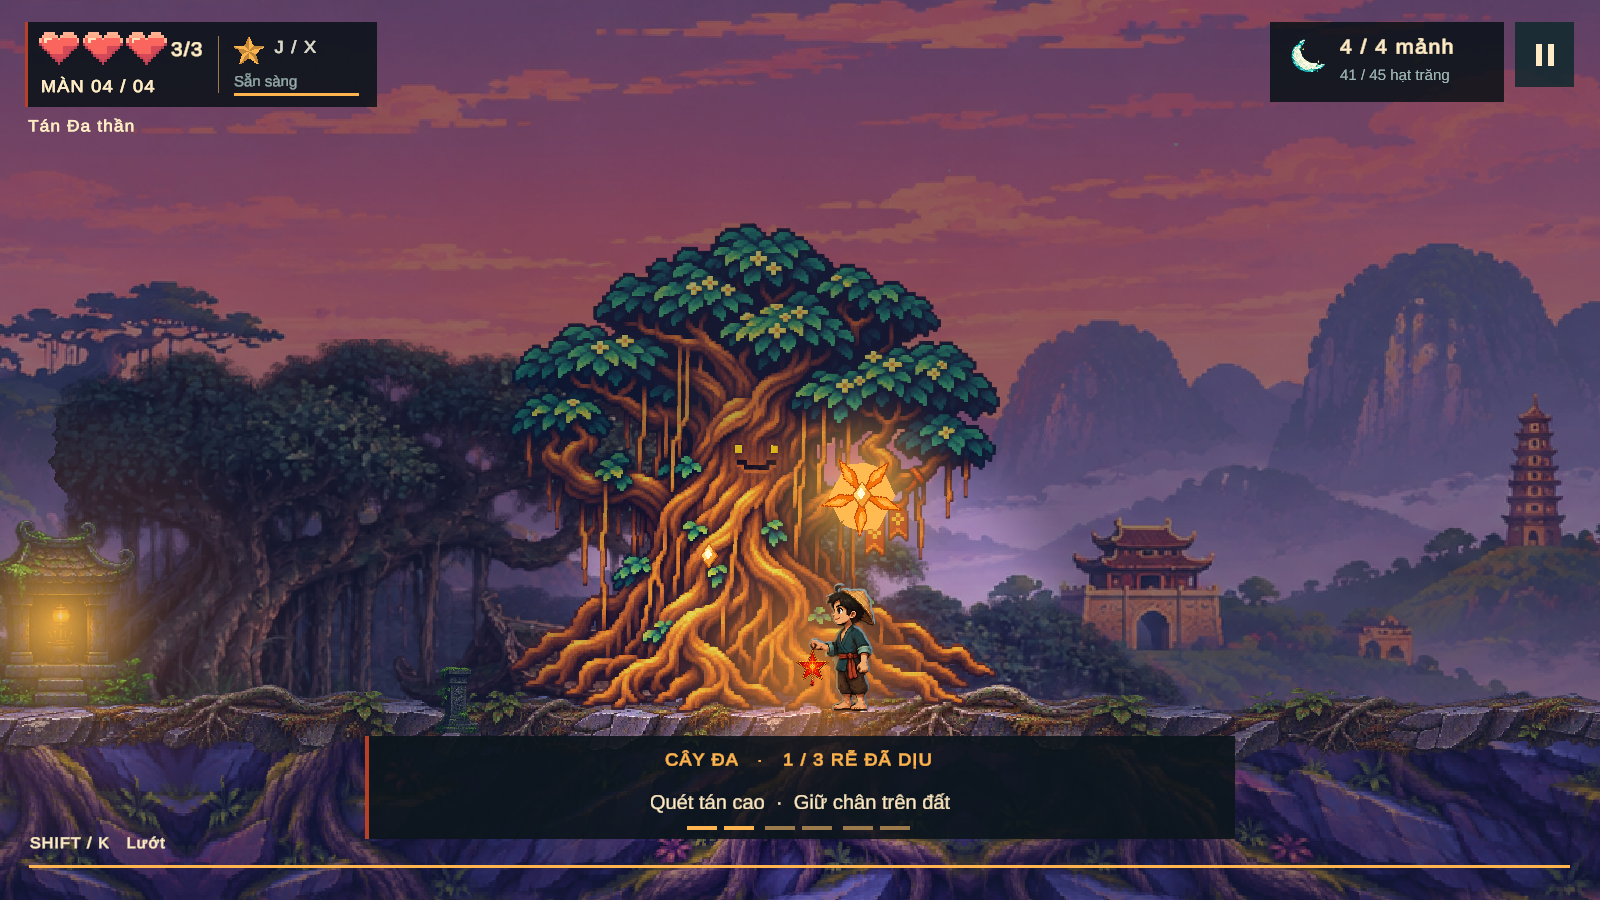 3/3
J / X
Sẵn sàng
MÀN 04 / 04
Tán Đa thần
4 / 4 mảnh
41 / 45 hạt trăng
CÂY ĐA · 1 / 3 RỄ ĐÃ DỊU
Quét tán cao · Giữ chân trên đất
SHIFT / K Lướt